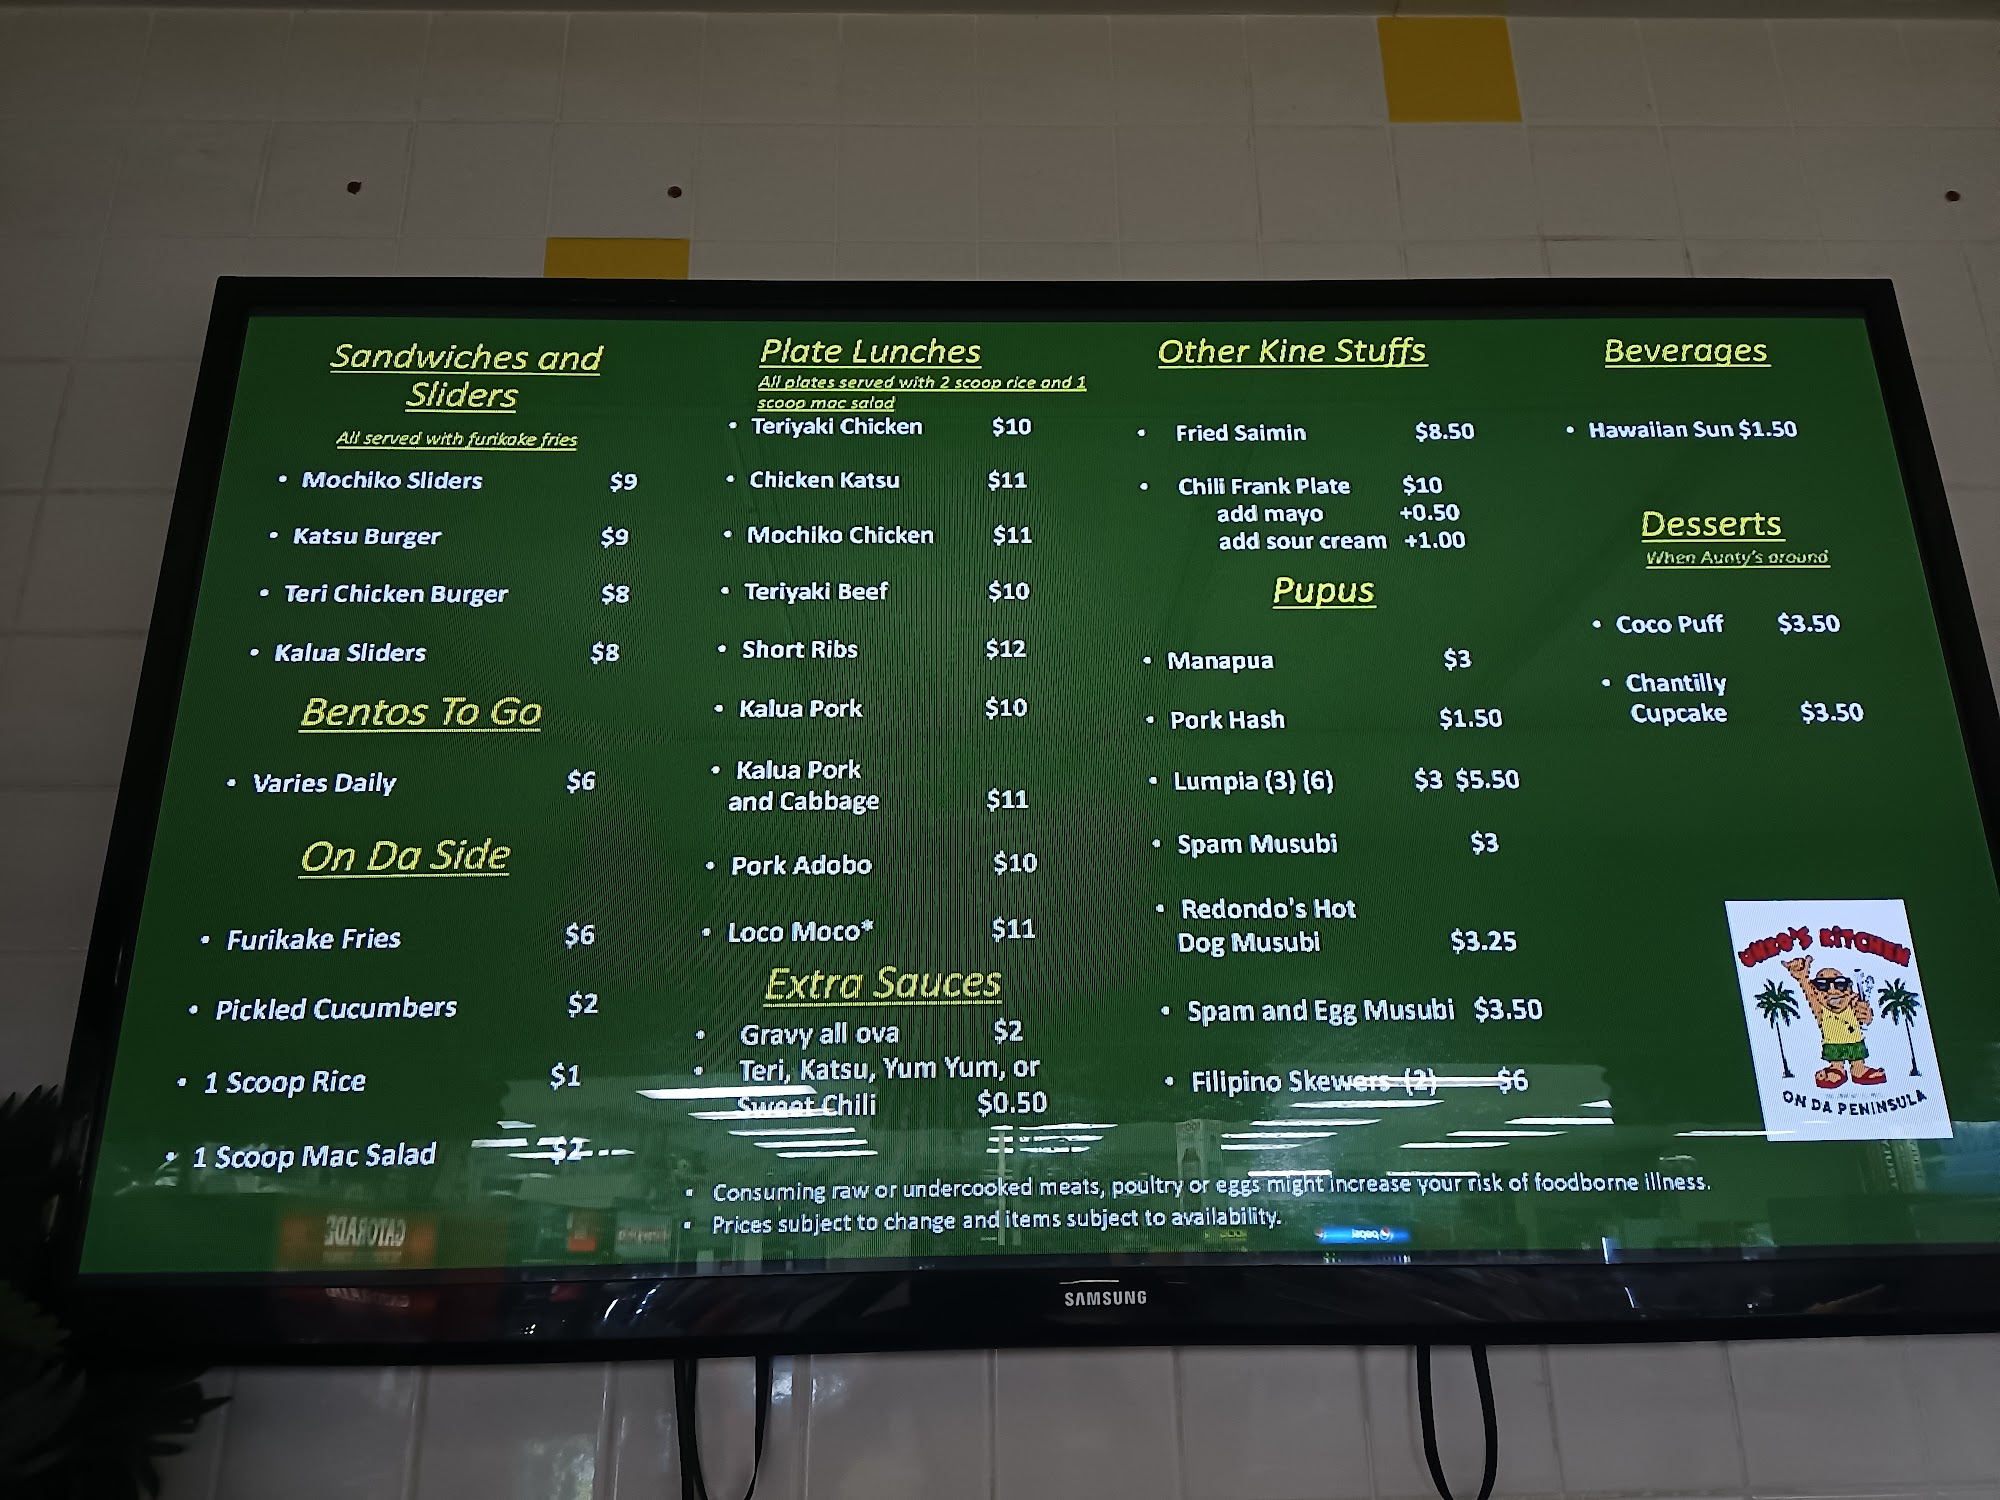 Sandwiches and
Sliders
All served with furikake fries
• Mochiko Sliders $9
• Katsu Burger $9
• Teri Chicken Burger $8
• Kalua Sliders $8
Bentos To Go
• Varies Daily $6
On Da Side
• Furikake Fries $6
• Pickled Cucumbers $2
• 1 Scoop Rice $1
• 1 Scoop Mac Salad $2
Plate Lunches
All plates served with 2 scoop rice and 1
scoop mac salad
• Teriyaki Chicken $10
• Chicken Katsu $11
• Mochiko Chicken $11
• Teriyaki Beef $10
• Short Ribs $12
• Kalua Pork $10
• Kalua Pork
and Cabbage $11
• Pork Adobo $10
• Loco Moco* $11
Extra Sauces
• Gravy all ova $2
• Teri, Katsu, Yum Yum, or
Sweet Chili $0.50
Other Kine Stuffs
• Fried Saimin $8.50
• Chili Frank Plate $10
add mayo +0.50
add sour cream +1.00
Pupus
• Manapua $3
• Pork Hash $1.50
• Lumpia (3) (6) $3 $5.50
• Spam Musubi $3
• Redondo's Hot
Dog Musubi $3.25
• Spam and Egg Musubi $3.50
• Filipino Skewers (2) $6
Beverages
• Hawaiian Sun $1.50
Desserts
When Aunty's around
• Coco Puff $3.50
• Chantilly
Cupcake $3.50
UNKO'S KITCHEN
ON DA PENINSULA
• Consuming raw or undercooked meats, poultry or eggs might increase your risk of foodborne illness.
• Prices subject to change and items subject to availability.
GATORADE
pepsi
SAMSUNG